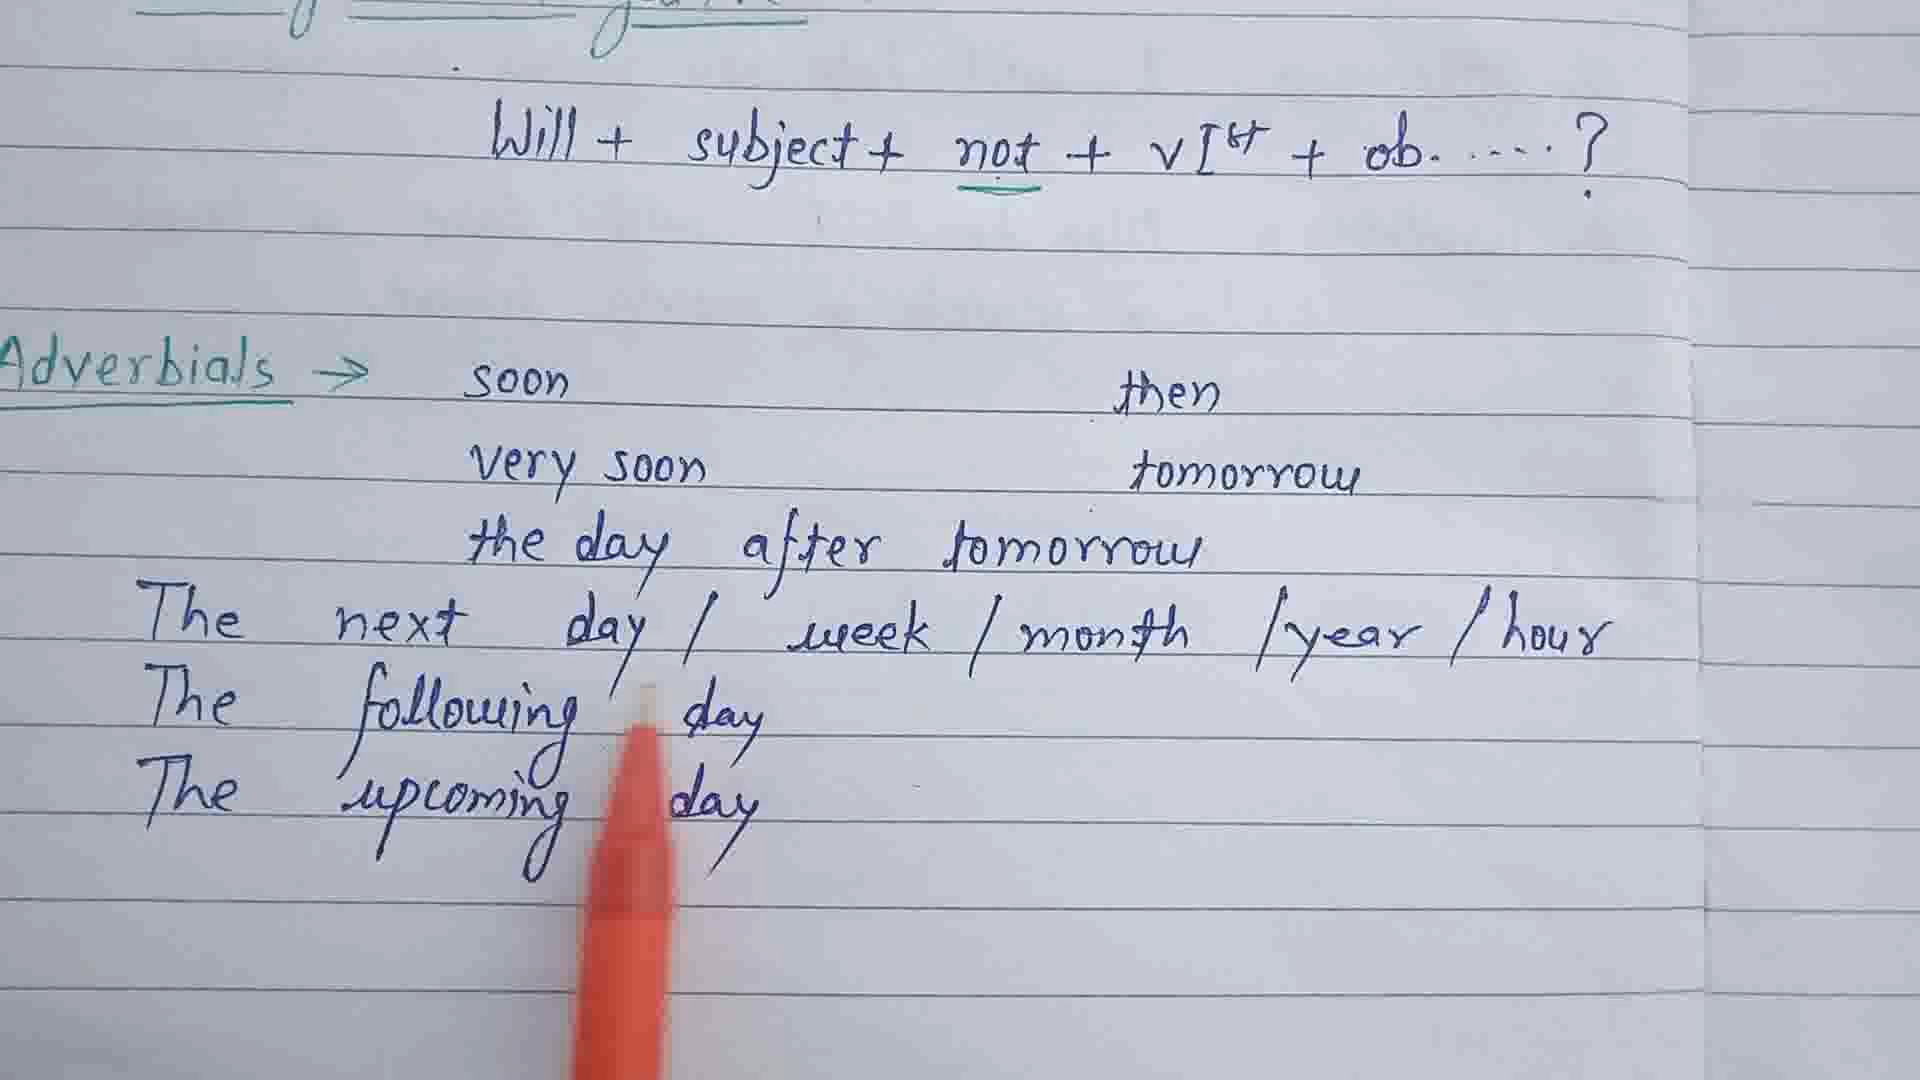 Will + subject + not + v Ist + ob. ..... ?
Adverbials → soon then
very soon tomorrow
the day after tomorrow
The next day / week / month / year / hour
The following day
The upcoming day